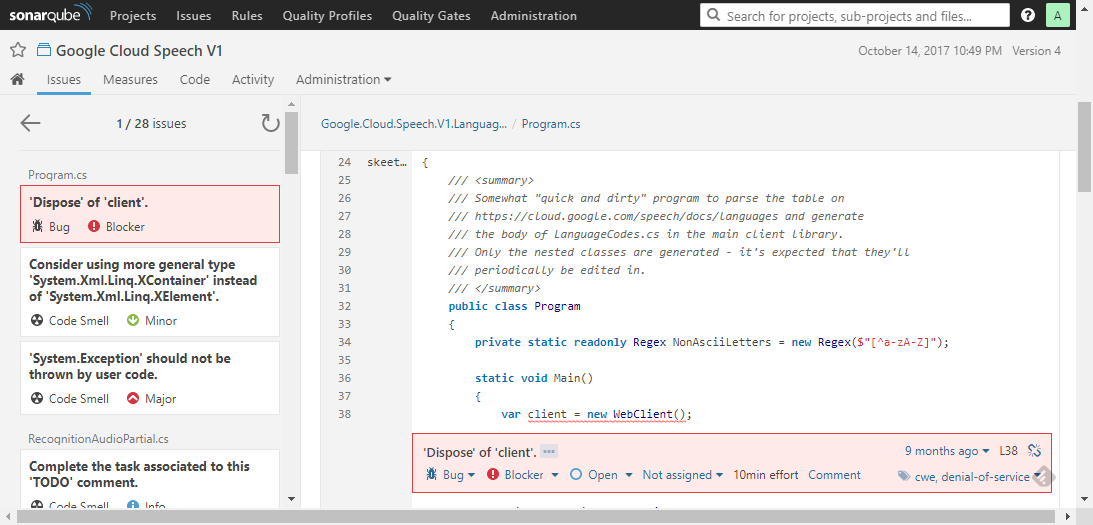 sonarqube Projects Issues Rules Quality Profiles Quality Gates Administration Search for projects, sub-projects and files... ? A
Google Cloud Speech V1 October 14, 2017 10:49 PM Version 4
Issues Measures Code Activity Administration
1 / 28 issues
Program.cs
'Dispose' of 'client'.
Bug Blocker
Consider using more general type
'System.Xml.Linq.XContainer' instead
of 'System.Xml.Linq.XElement'.
Code Smell Minor
'System.Exception' should not be
thrown by user code.
Code Smell Major
RecognitionAudioPartial.cs
Complete the task associated to this
'TODO' comment.
Code Smell Info
Google.Cloud.Speech.V1.Languag... / Program.cs
24 skeet... {
25 /// <summary>
26 /// Somewhat "quick and dirty" program to parse the table on
27 /// https://cloud.google.com/speech/docs/languages and generate
28 /// the body of LanguageCodes.cs in the main client library.
29 /// Only the nested classes are generated - it's expected that they'll
30 /// periodically be edited in.
31 /// </summary>
32 public class Program
33 {
34 private static readonly Regex NonAsciiLetters = new Regex($"[^a-zA-Z]");
35
36 static void Main()
37 {
38 var client = new WebClient();
'Dispose' of 'client'. ... 9 months ago L38
Bug Blocker Open Not assigned 10min effort Comment cwe, denial-of-service